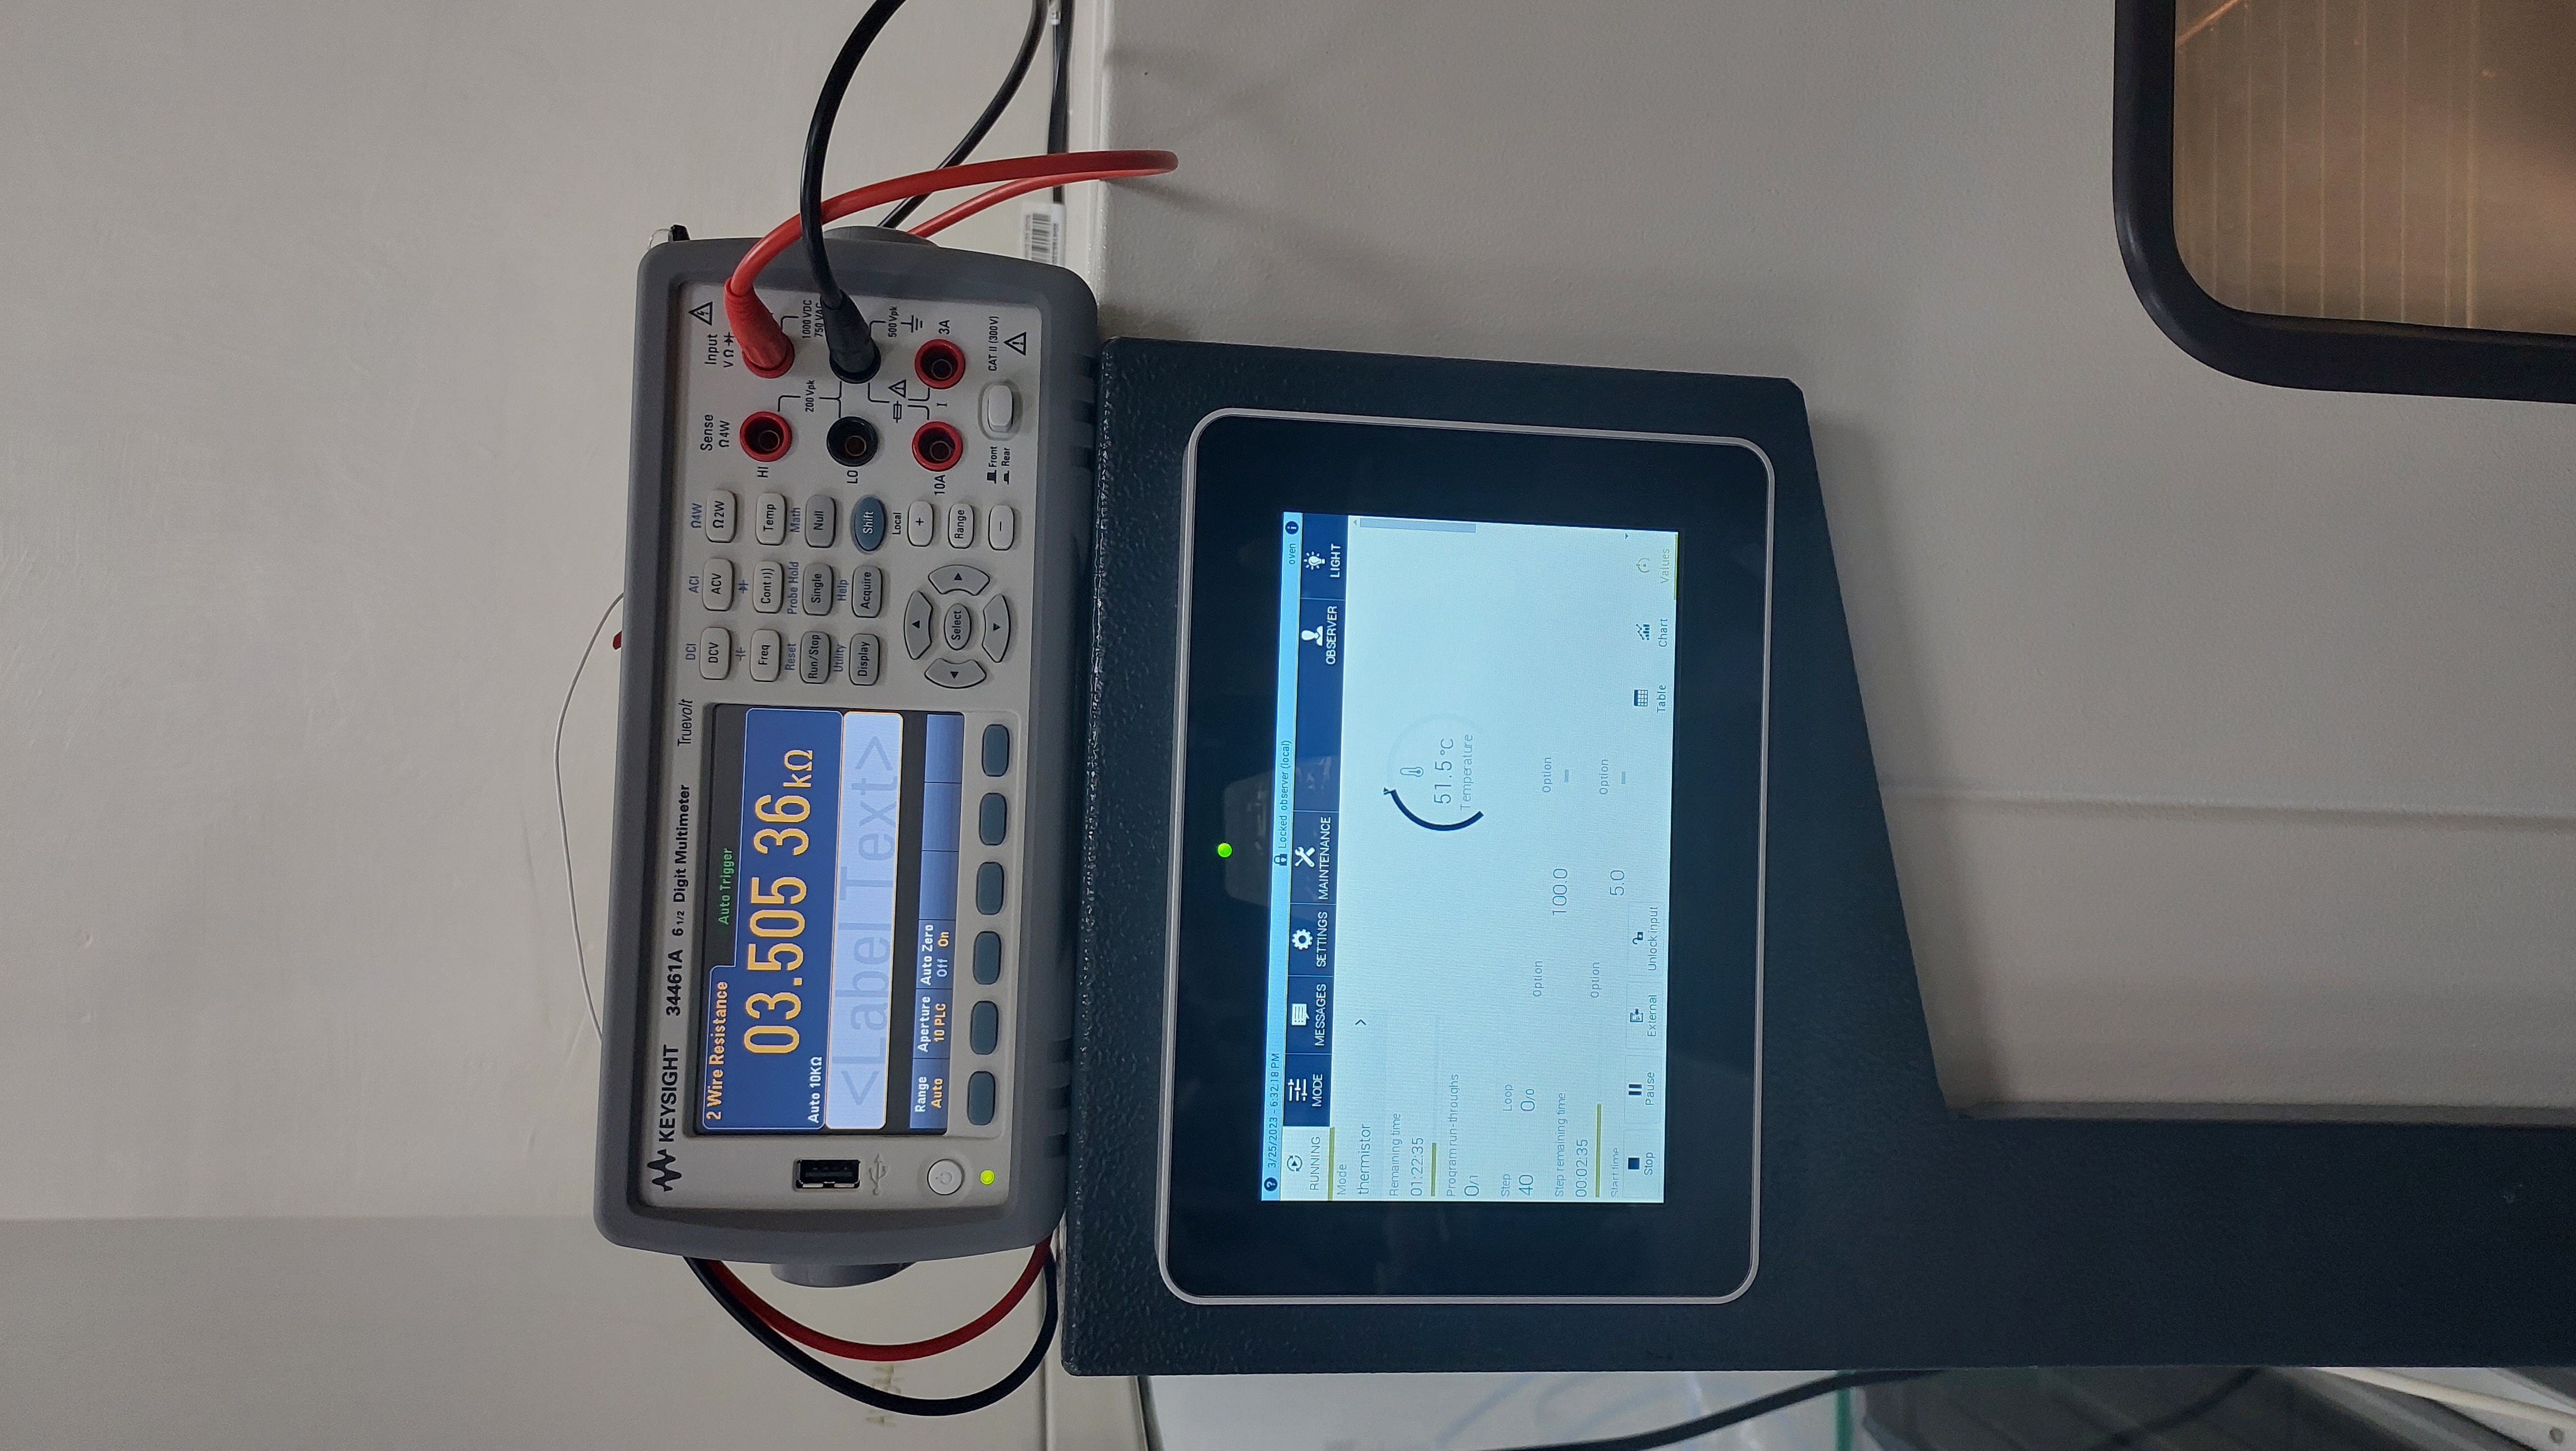 KEYSIGHT 34461A 6 1/2 Digit Multimeter Truevolt
2 Wire Resistance Auto Trigger
03.505 36 kΩ
Auto 10KΩ
<Label Text>
Range Aperture Auto Zero
Auto 10 PLC Off On
DCI ACI Ω4W
DCV ACV Ω2W
Freq Cont Temp
Reset Probe Hold Math
Run/Stop Single Null
Utility Help
Display Acquire Shift
Local
+
Select Range
−
Sense Input
Ω4W VΩ
HI
200 Vpk 1000 VDC
750 VAC
LO
500 Vpk
10A I 3A
Front
Rear
CAT II (300V)
3/25/2023 - 6:32:18 PM Locked observer (local) oven
RUNNING MODE MESSAGES SETTINGS MAINTENANCE OBSERVER LIGHT
Mode
thermistor
Remaining time
01:22:35
Program run-throughs
0/1
51.5 °C
Temperature
Step Loop
40 0/0
Step remaining time
00:02:35
Start time
Option
100.0
Option
Option
5.0
Option
Stop Pause External Unlock input Table Chart Values